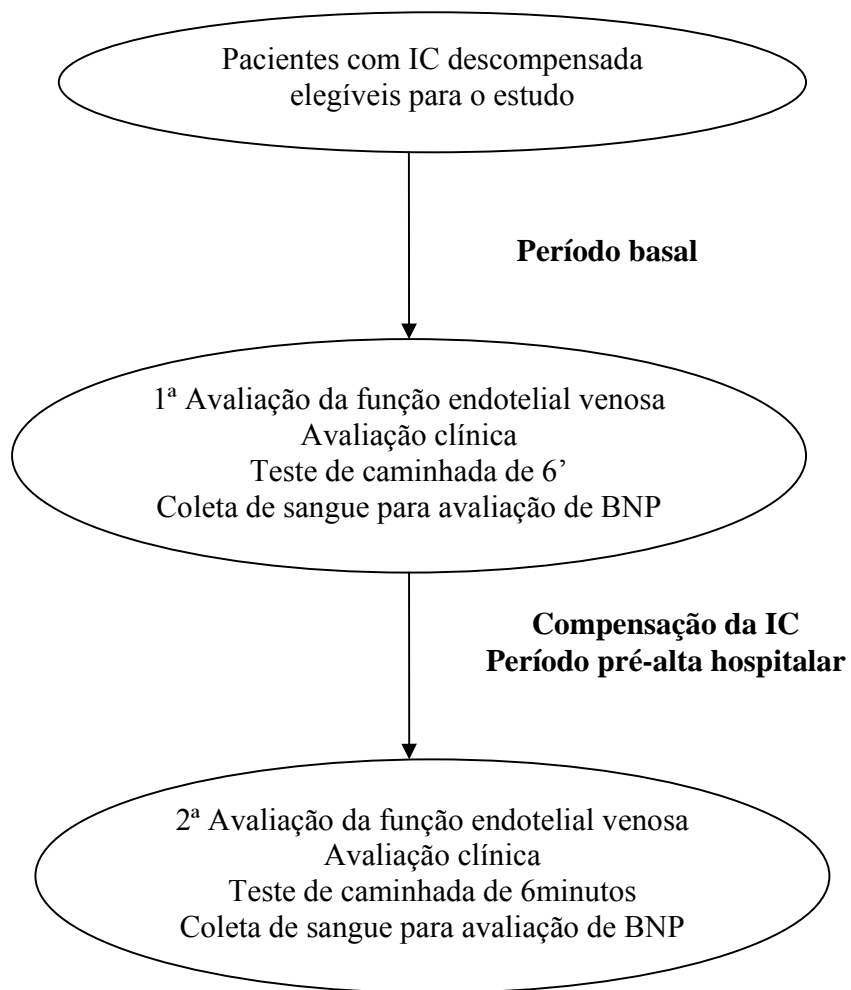 Pacientes com IC descompensada
elegíveis para o estudo
Período basal
1ª Avaliação da função endotelial venosa
Avaliação clínica
Teste de caminhada de 6’
Coleta de sangue para avaliação de BNP
Compensação da IC
Período pré-alta hospitalar
2ª Avaliação da função endotelial venosa
Avaliação clínica
Teste de caminhada de 6minutos
Coleta de sangue para avaliação de BNP